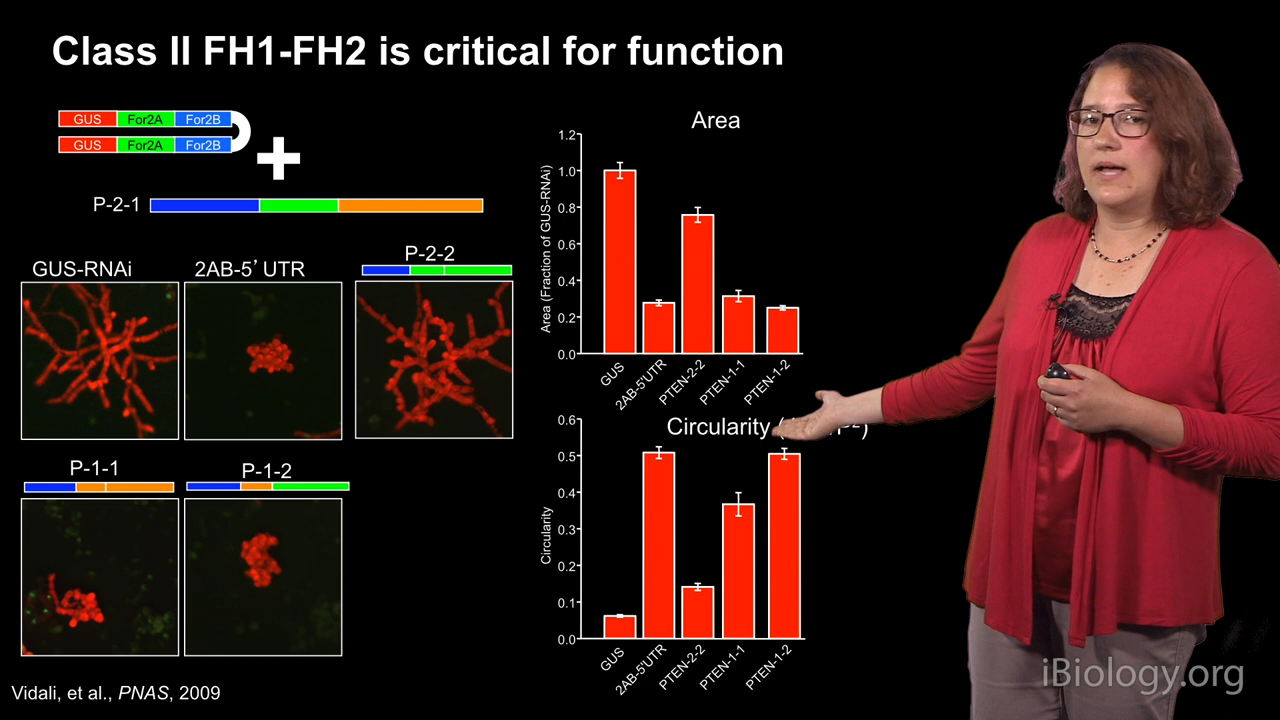 Class II FH1-FH2 is critical for function
GUS For2A For2B
GUS For2A For2B
P-2-1
GUS-RNAi
2AB-5’ UTR
P-2-2
P-1-1
P-1-2
Vidali, et al., PNAS, 2009
Area
Area (Fraction of GUS-RNAi)
1.2
1.0
0.8
0.6
0.4
0.2
0.0
GUS
2AB-5'UTR
PTEN-2-2
PTEN-1-1
PTEN-1-2
Circularity
Circularity
0.6
0.5
0.4
0.3
0.2
0.1
0.0
GUS
2AB-5'UTR
PTEN-2-2
PTEN-1-1
PTEN-1-2
iBiology.org